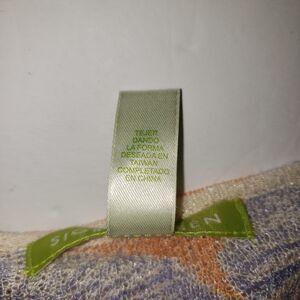 TEJER
DANDO
LA FORMA
DESEADA EN
TAIWAN
COMPLETADO
EN CHINA